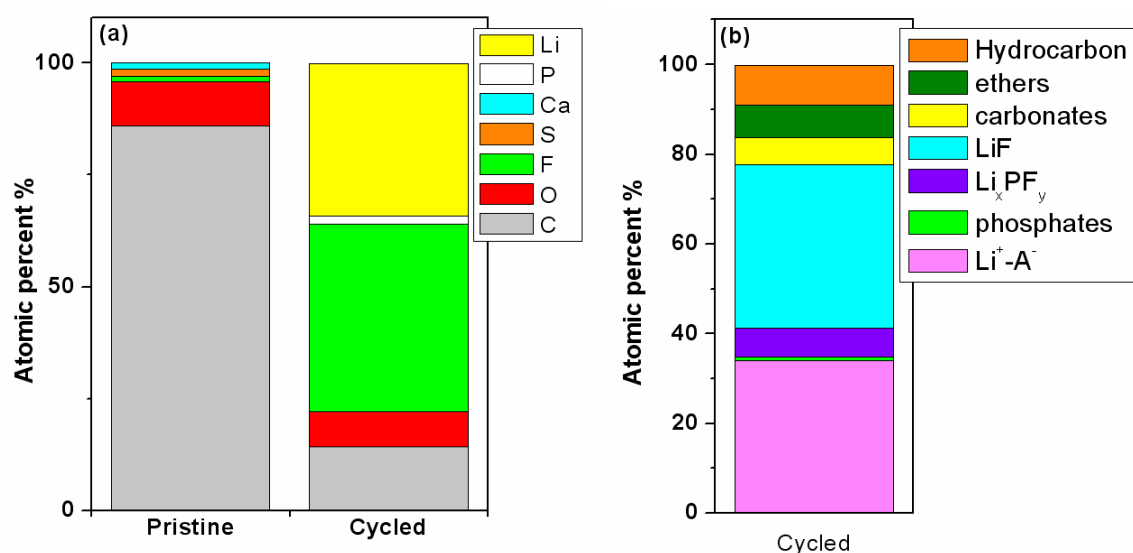 (a)
Li
P
Ca
S
F
O
C
100
50
0
Atomic percent %
Pristine
Cycled
(b)
Hydrocarbon
ethers
carbonates
LiF
LiₓPFᵧ
phosphates
Li⁺-A⁻
100
80
60
40
20
0
Atomic percent %
Cycled